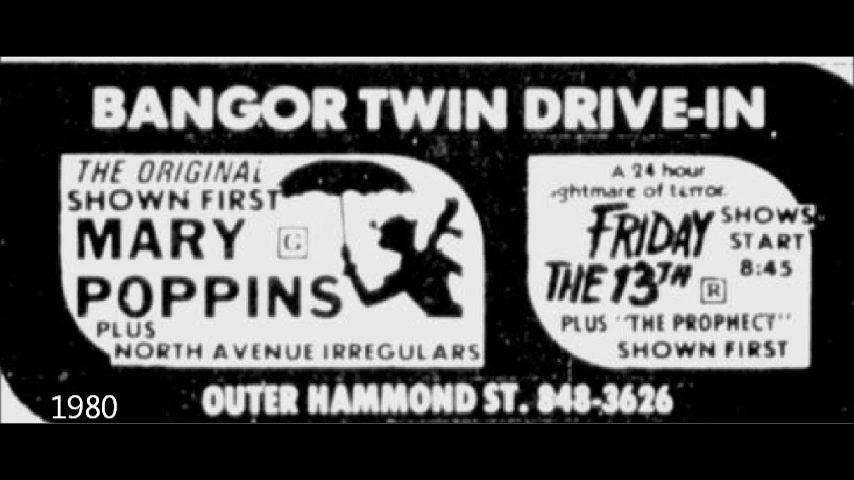 BANGOR TWIN DRIVE-IN
THE ORIGINAL
SHOWN FIRST
MARY
G
POPPINS
PLUS
NORTH AVENUE IRREGULARS
A 24 hour
ghtmare of terror.
FRIDAY
THE 13TH
R
SHOWS
START
8:45
PLUS "THE PROPHECT"
SHOWN FIRST
OUTER HAMMOND ST. 848-3626
1980